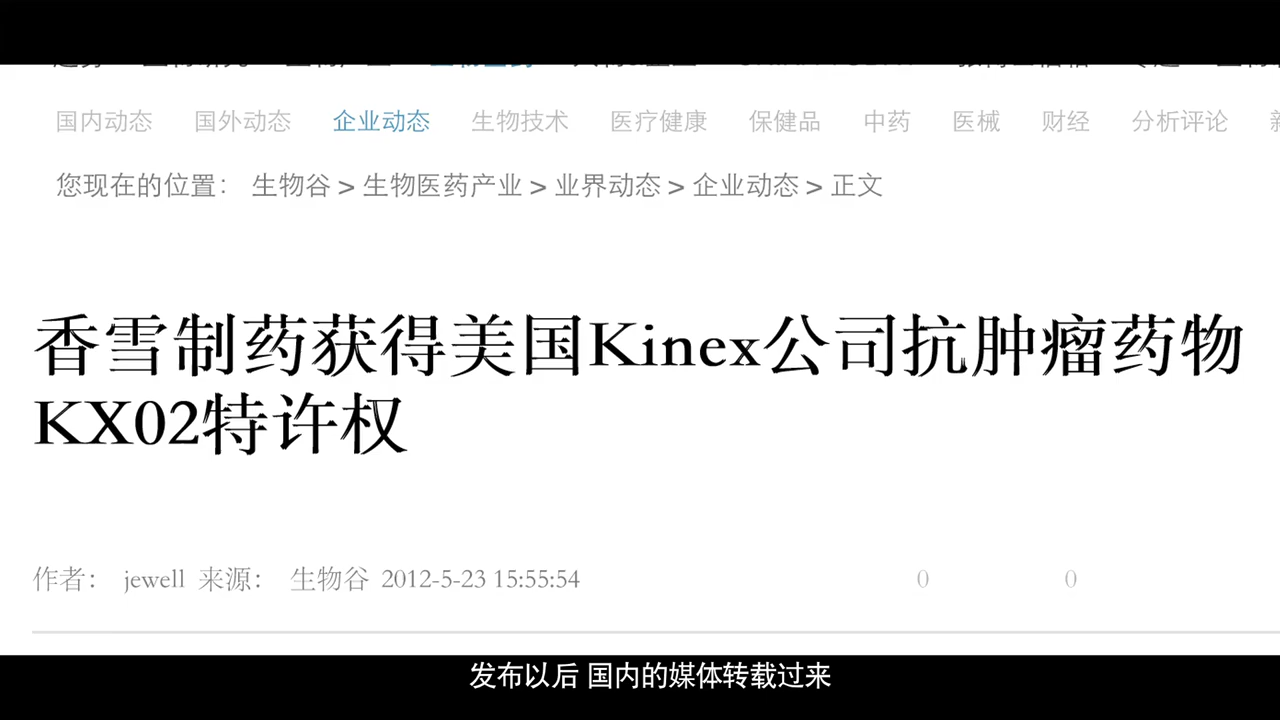 国内动态 国外动态 企业动态 生物技术 医疗健康 保健品 中药 医械 财经 分析评论
您现在的位置： 生物谷 > 生物医药产业 > 业界动态 > 企业动态 > 正文
香雪制药获得美国Kinex公司抗肿瘤药物
KX02特许权
作者： jewell 来源： 生物谷 2012-5-23 15:55:54 0 0
发布以后 国内的媒体转载过来